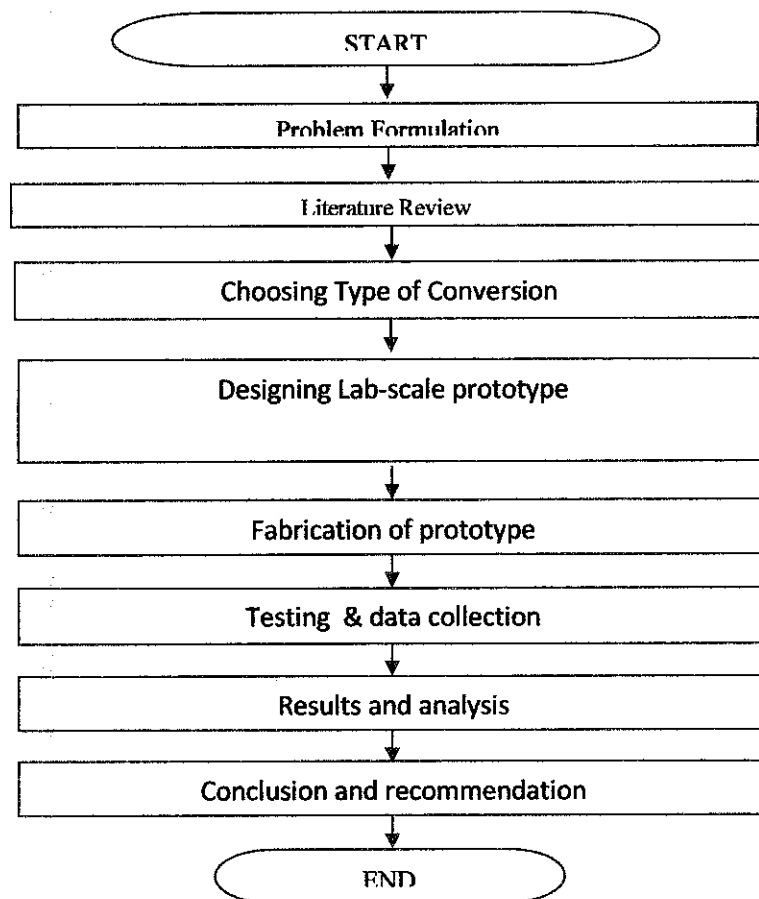 START
Problem Formulation
Literature Review
Choosing Type of Conversion
Designing Lab-scale prototype
Fabrication of prototype
Testing & data collection
Results and analysis
Conclusion and recommendation
END